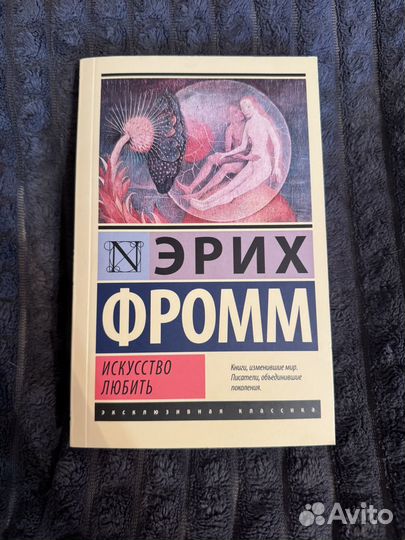 N ЭРИХ
ФРОММ
ИСКУССТВО
ЛЮБИТЬ
Книги, изменившие мир.
Писатели, объединившие
поколения.
эксклюзивная классика
Avito